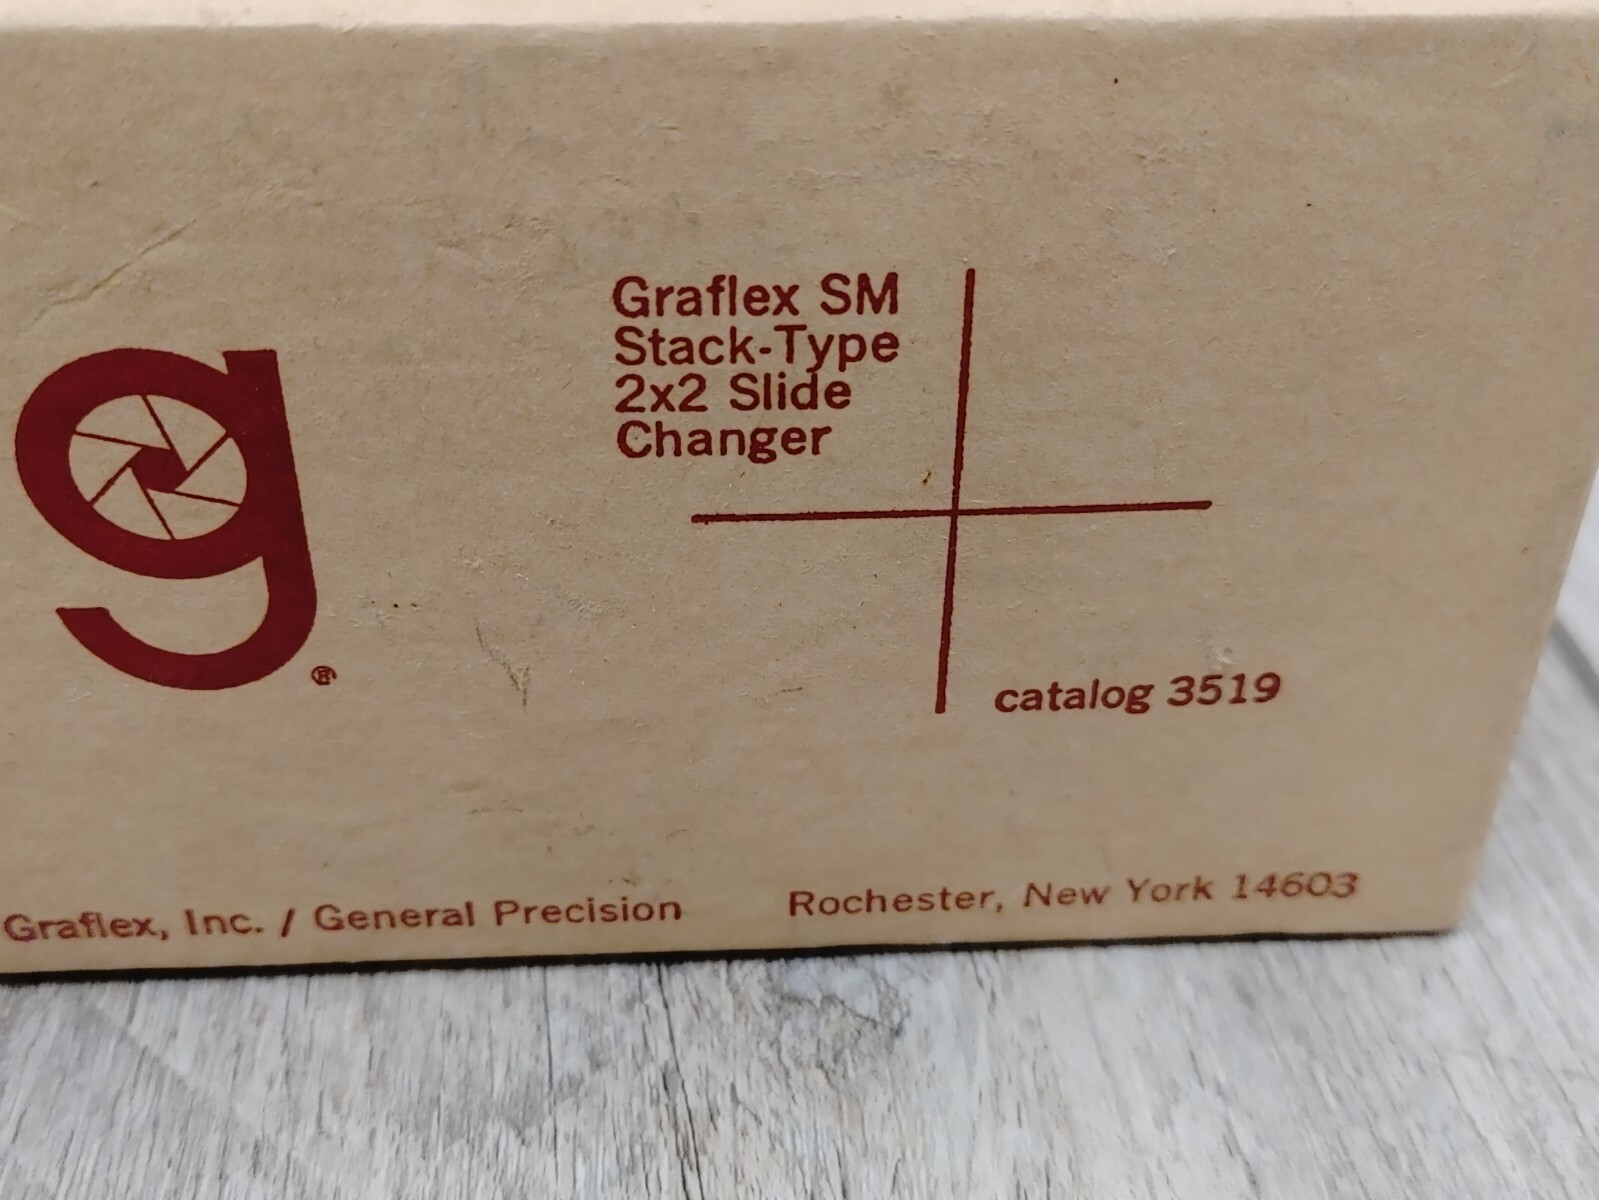 g®
Graflex SM
Stack-Type
2x2 Slide
Changer
catalog 3519
Graflex, Inc. / General Precision Rochester, New York 14603